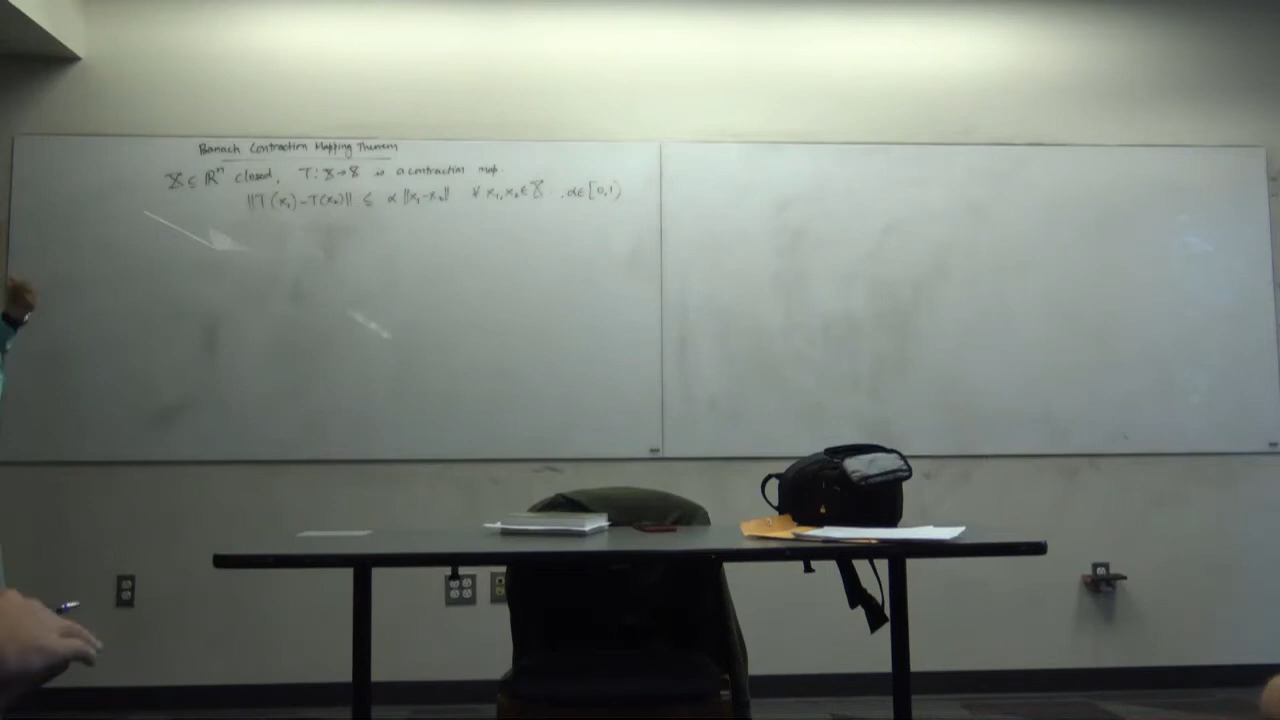 Banach Contraction Mapping Theorem
𝕏 ⊆ ℝⁿ closed, T: 𝕏→𝕏 is a contraction map.
||T(x₁) - T(x₂)|| ≤ α ||x₁-x₂|| ∀ x₁,x₂ ∈ 𝕏 , α∈[0,1)